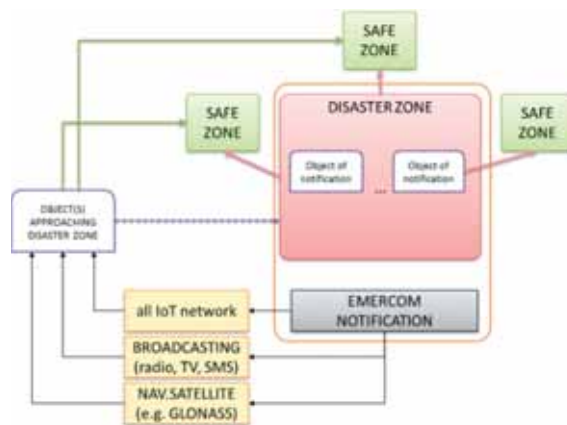 SAFE
ZONE
DISASTER ZONE
SAFE
ZONE
SAFE
ZONE
Object of
notification
...
Object of
notification
OBJECT(S)
APPROACHING
DISASTER ZONE
all IoT network
EMERCOM
NOTIFICATION
BROADCASTING
(radio, TV, SMS)
NAV.SATELLITE
(e.g. GLONASS)